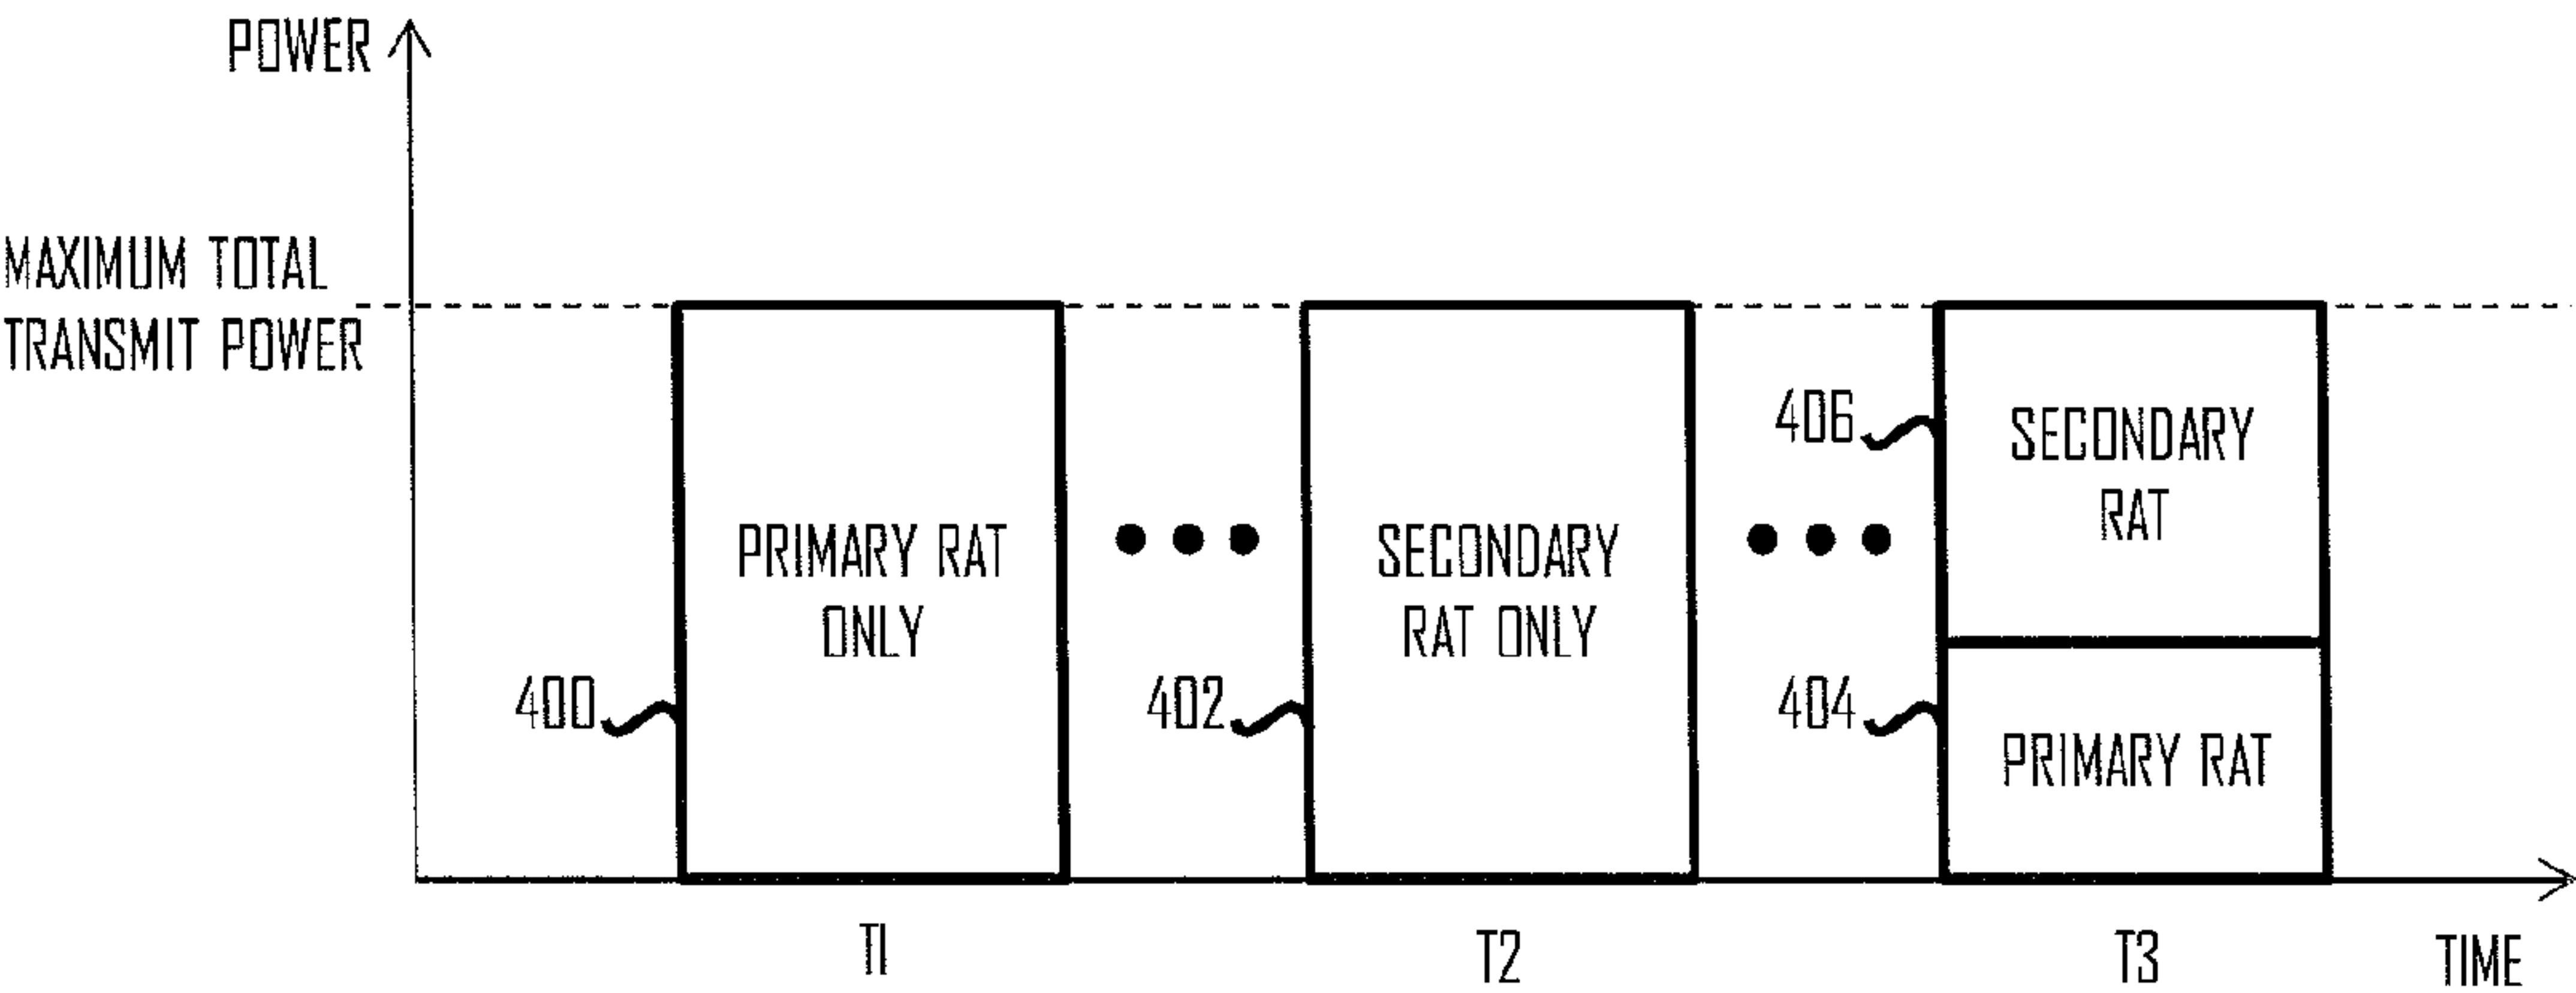 POWER
MAXIMUM TOTAL
TRANSMIT POWER
PRIMARY RAT
ONLY
400
SECONDARY
RAT ONLY
402
406
SECONDARY
RAT
404
PRIMARY RAT
T1
T2
T3
TIME